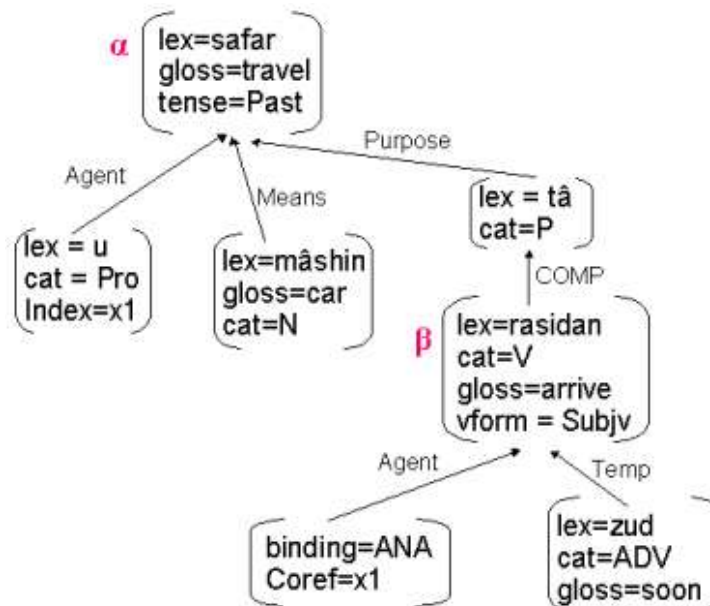 α
lex=safar
gloss=travel
tense=Past
Purpose
Agent
Means
lex = tâ
cat=P
lex = u
cat = Pro
Index=x1
lex=mâshin
gloss=car
cat=N
COMP
β
lex=rasidan
cat=V
gloss=arrive
vform = Subjv
Agent
Temp
binding=ANA
Coref=x1
lex=zud
cat=ADV
gloss=soon